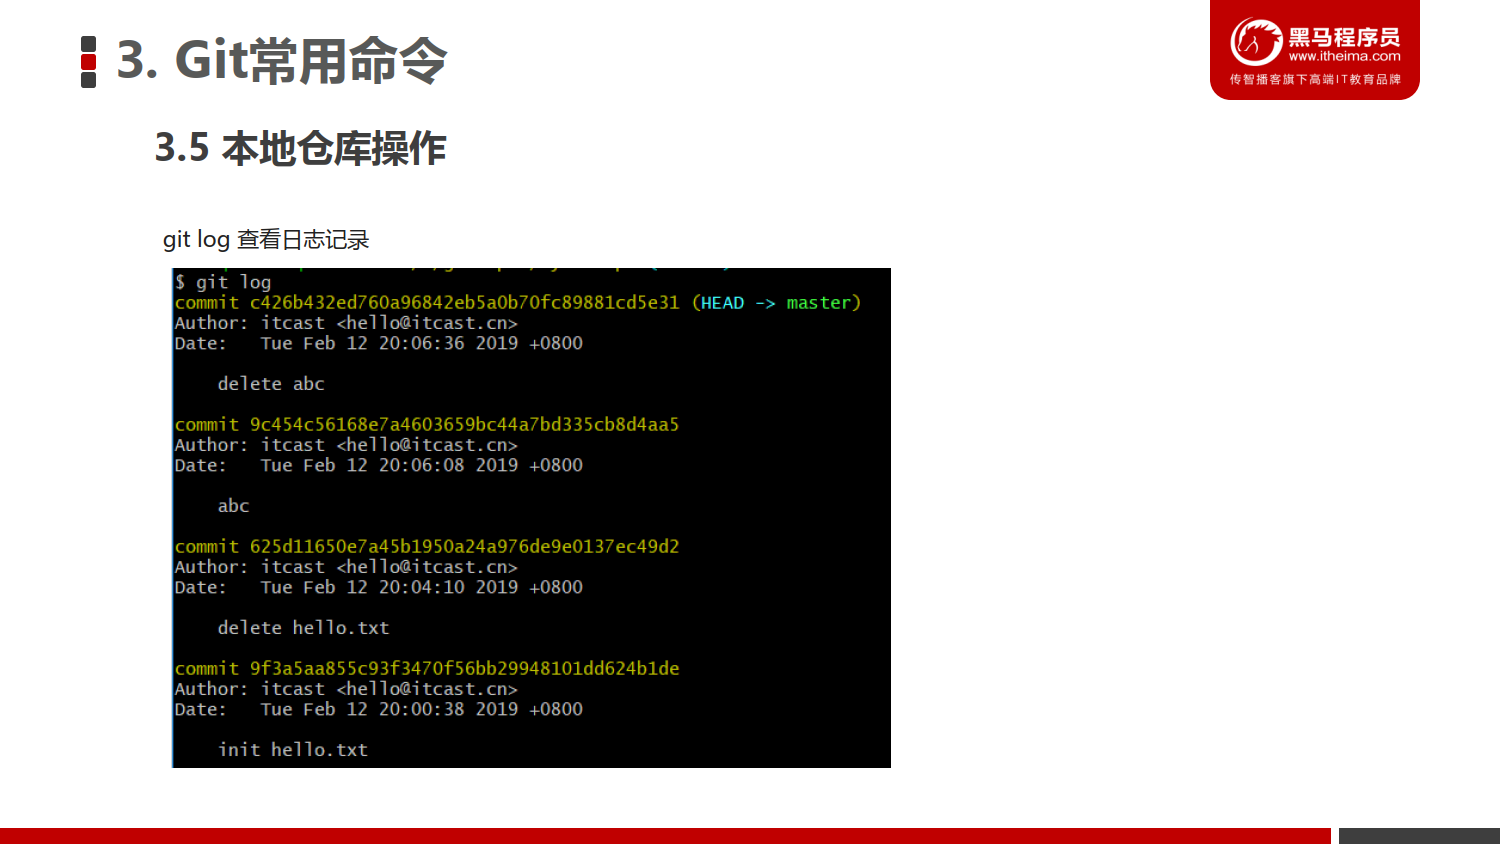 3. Git常用命令
黑马程序员
www.itheima.com
传智播客旗下高端IT教育品牌
3.5 本地仓库操作
git log 查看日志记录
$ git log
commit c426b432ed760a96842eb5a0b70fc89881cd5e31 (HEAD -> master)
Author: itcast <hello@itcast.cn>
Date:   Tue Feb 12 20:06:36 2019 +0800
delete abc
commit 9c454c56168e7a4603659bc44a7bd335cb8d4aa5
Author: itcast <hello@itcast.cn>
Date:   Tue Feb 12 20:06:08 2019 +0800
abc
commit 625d11650e7a45b1950a24a976de9e0137ec49d2
Author: itcast <hello@itcast.cn>
Date:   Tue Feb 12 20:04:10 2019 +0800
delete hello.txt
commit 9f3a5aa855c93f3470f56bb29948101dd624b1de
Author: itcast <hello@itcast.cn>
Date:   Tue Feb 12 20:00:38 2019 +0800
init hello.txt